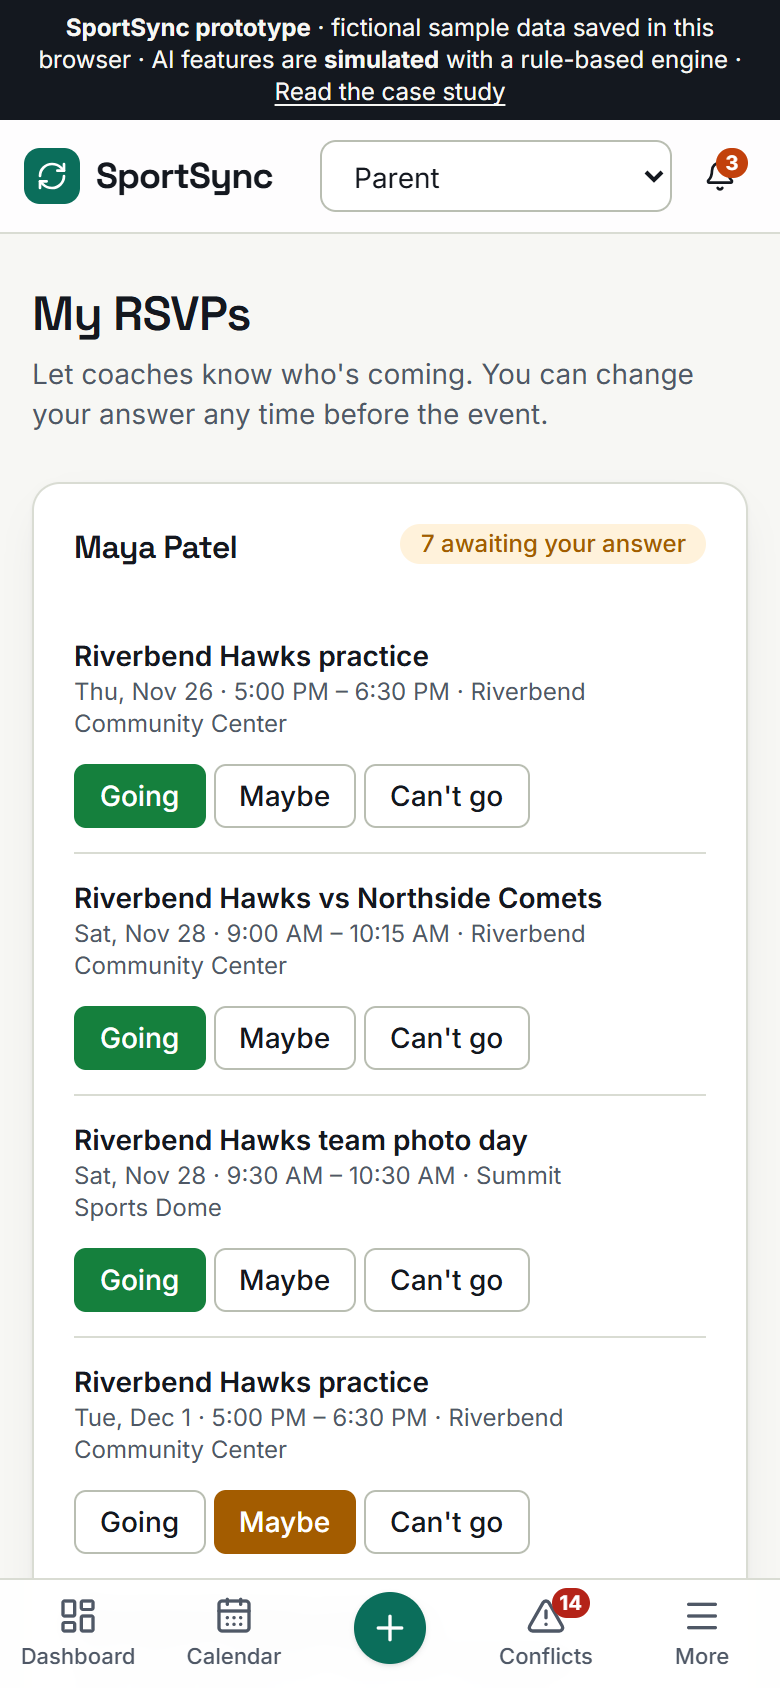 SportSync prototype · fictional sample data saved in this
browser · AI features are simulated with a rule-based engine ·
Read the case study
SportSync
Parent
3
My RSVPs
Let coaches know who's coming. You can change
your answer any time before the event.
Maya Patel
7 awaiting your answer
Riverbend Hawks practice
Thu, Nov 26 · 5:00 PM – 6:30 PM · Riverbend
Community Center
Going
Maybe
Can't go
Riverbend Hawks vs Northside Comets
Sat, Nov 28 · 9:00 AM – 10:15 AM · Riverbend
Community Center
Going
Maybe
Can't go
Riverbend Hawks team photo day
Sat, Nov 28 · 9:30 AM – 10:30 AM · Summit
Sports Dome
Going
Maybe
Can't go
Riverbend Hawks practice
Tue, Dec 1 · 5:00 PM – 6:30 PM · Riverbend
Community Center
Going
Maybe
Can't go
Dashboard
Calendar
14
Conflicts
More